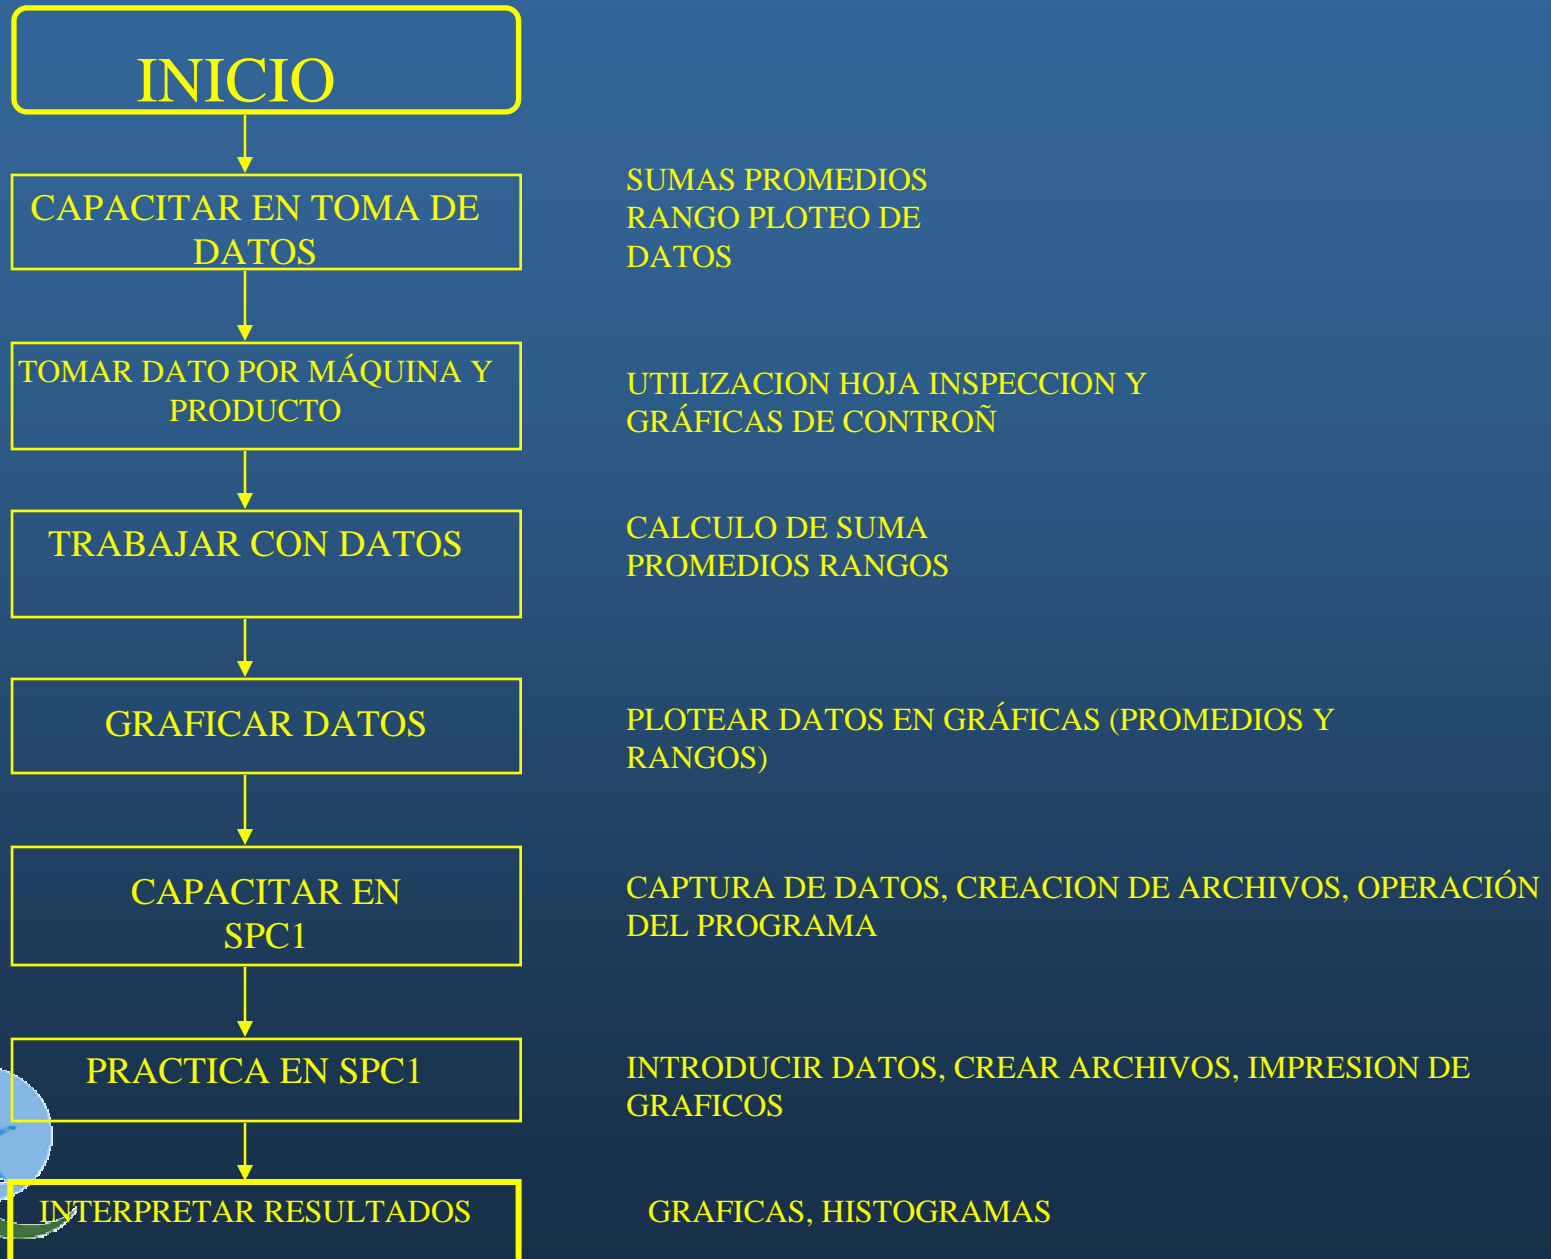 INICIO
CAPACITAR EN TOMA DE
DATOS
SUMAS PROMEDIOS
RANGO PLOTEO DE
DATOS
TOMAR DATO POR MÁQUINA Y
PRODUCTO
UTILIZACION HOJA INSPECCION Y
GRÁFICAS DE CONTROÑ
TRABAJAR CON DATOS
CALCULO DE SUMA
PROMEDIOS RANGOS
GRAFICAR DATOS
PLOTEAR DATOS EN GRÁFICAS (PROMEDIOS Y
RANGOS)
CAPACITAR EN
SPC1
CAPTURA DE DATOS, CREACION DE ARCHIVOS, OPERACIÓN
DEL PROGRAMA
PRACTICA EN SPC1
INTRODUCIR DATOS, CREAR ARCHIVOS, IMPRESION DE
GRAFICOS
INTERPRETAR RESULTADOS
GRAFICAS, HISTOGRAMAS